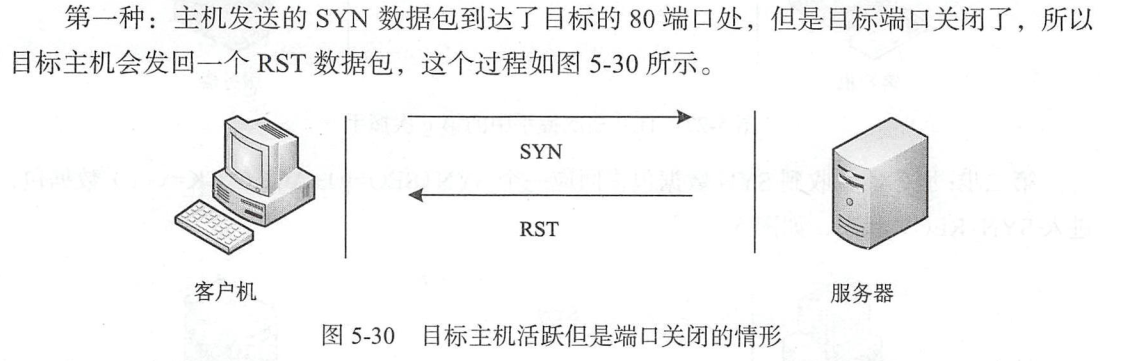 第一种：主机发送的 SYN 数据包到达了目标的 80 端口处，但是目标端口关闭了，所以
目标主机会发回一个 RST 数据包，这个过程如图 5-30 所示。
SYN
RST
客户机
服务器
图 5-30 目标主机活跃但是端口关闭的情形